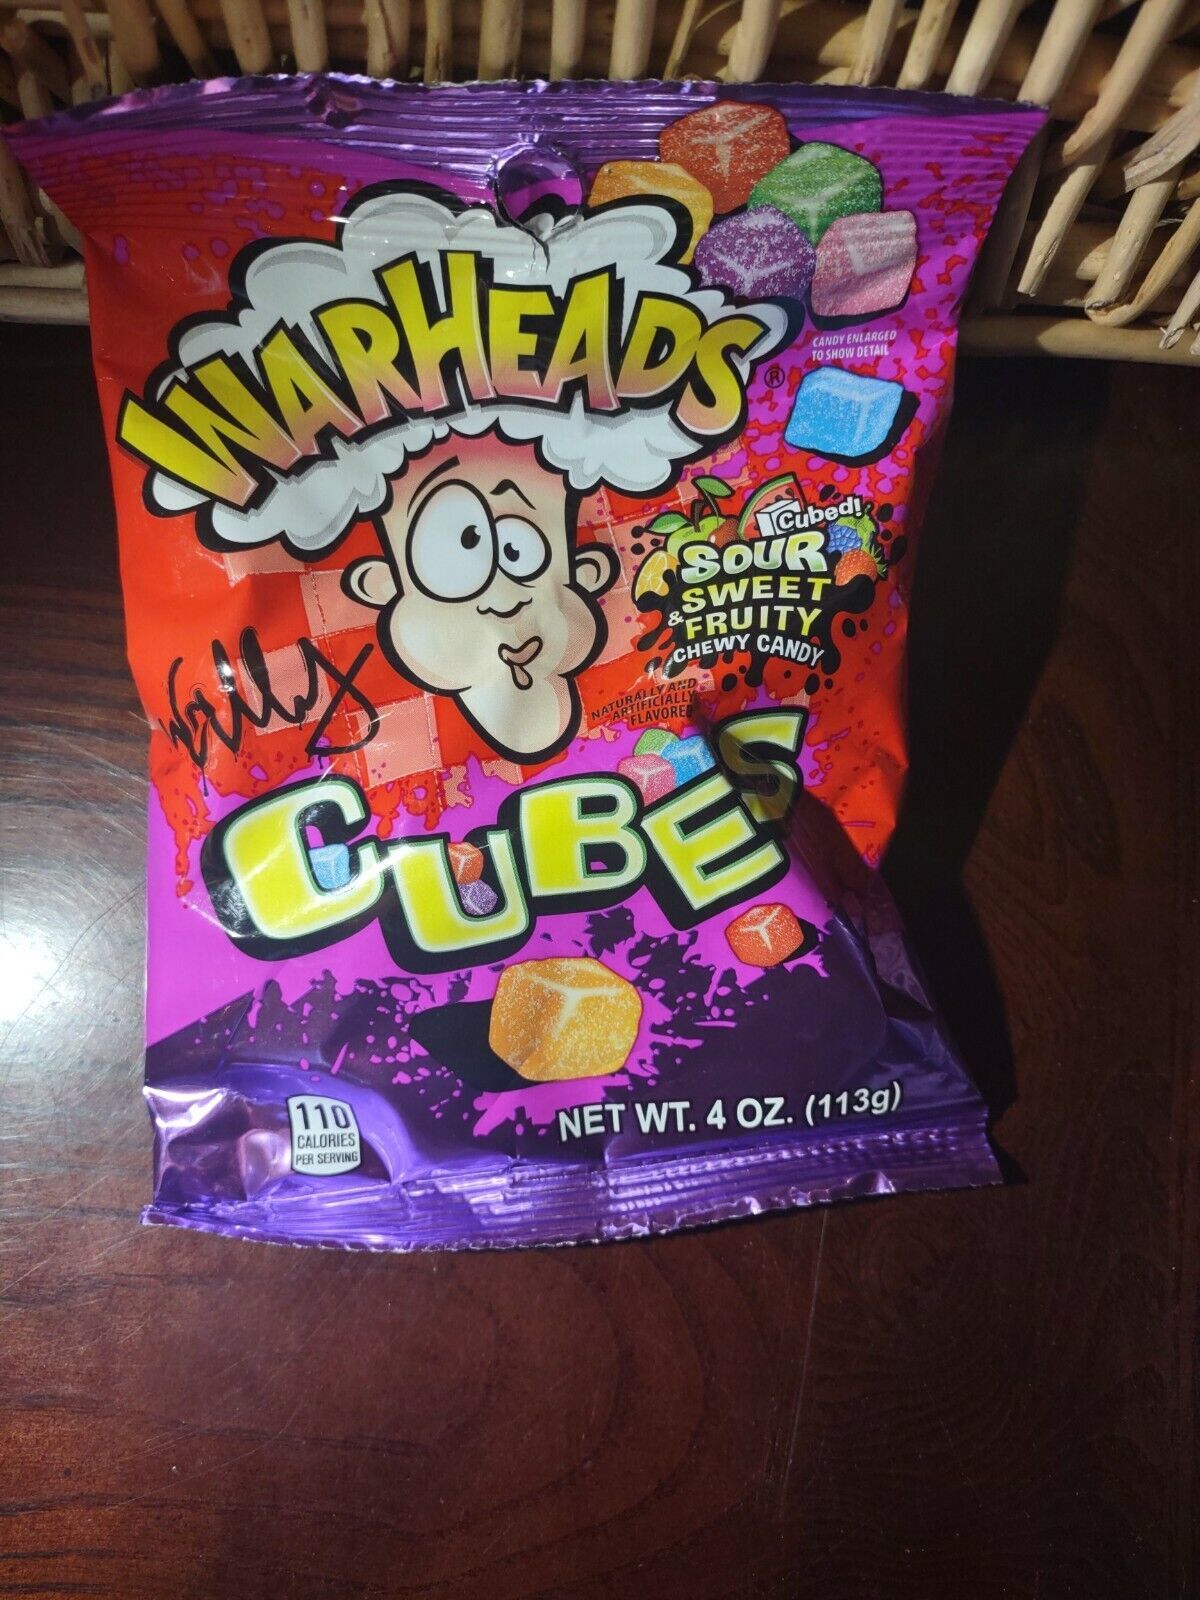 WARHEADS®
CANDY ENLARGED
TO SHOW DETAIL
Cubed!
SOUR
SWEET
& FRUITY
CHEWY CANDY
Wally
NATURALLY AND
ARTIFICIALLY
FLAVORED
CUBES
110
CALORIES
PER SERVING
NET WT. 4 OZ. (113g)